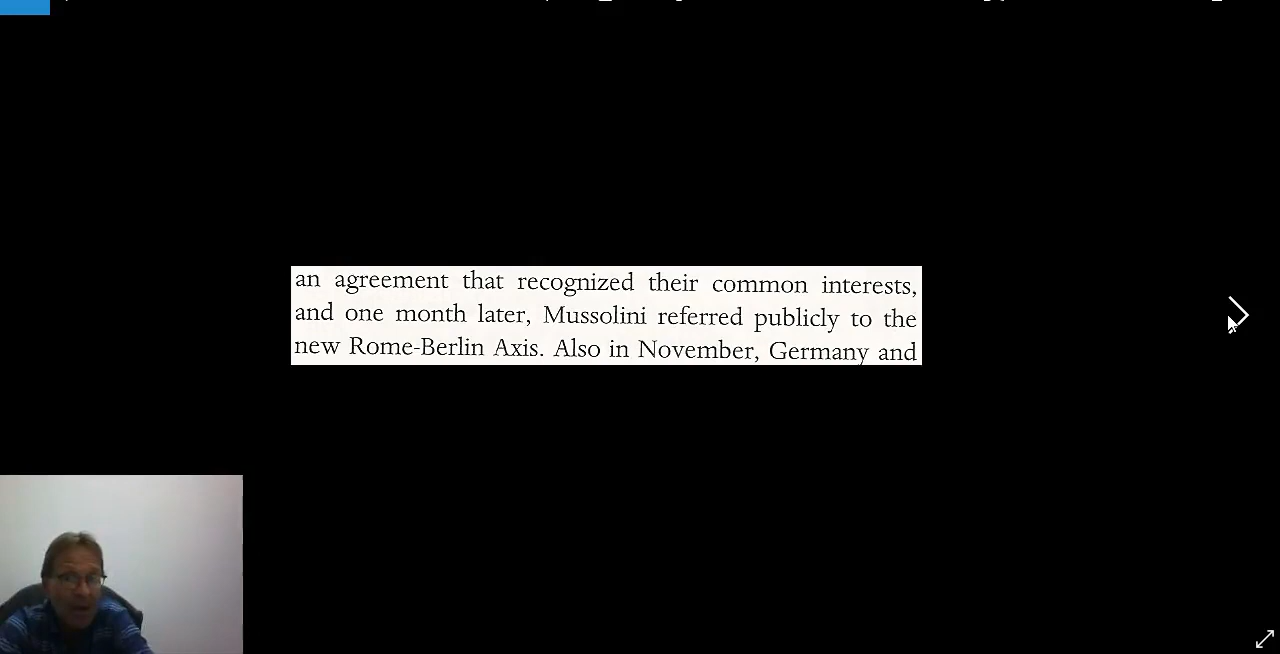 an agreement that recognized their common interests,
and one month later, Mussolini referred publicly to the
new Rome-Berlin Axis. Also in November, Germany and